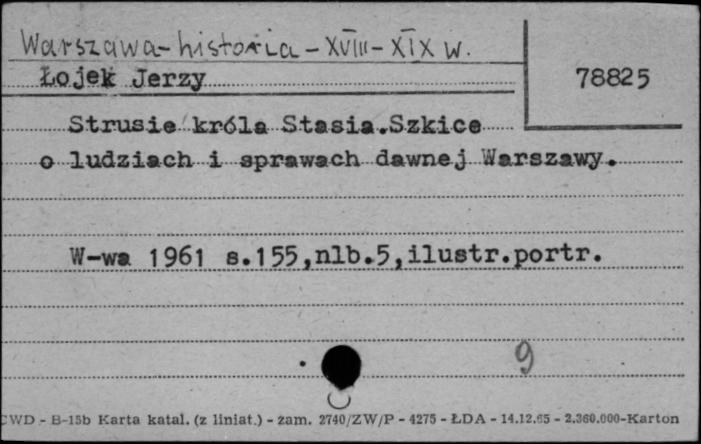 Warszawa-historia-XVIII-XIX w.
Łojek Jerzy
78825
Strusie króla Stasia.Szkice
o ludziach i sprawach dawnej Warszawy.
W-wa 1961 s.155,nlb.5,ilustr.portr.
9
CWD - B-15b Karta katal. (z liniat.) - zam. 2740/ZW/P - 4275 - ŁDA - 14.12.65 - 2.360.000-Karton